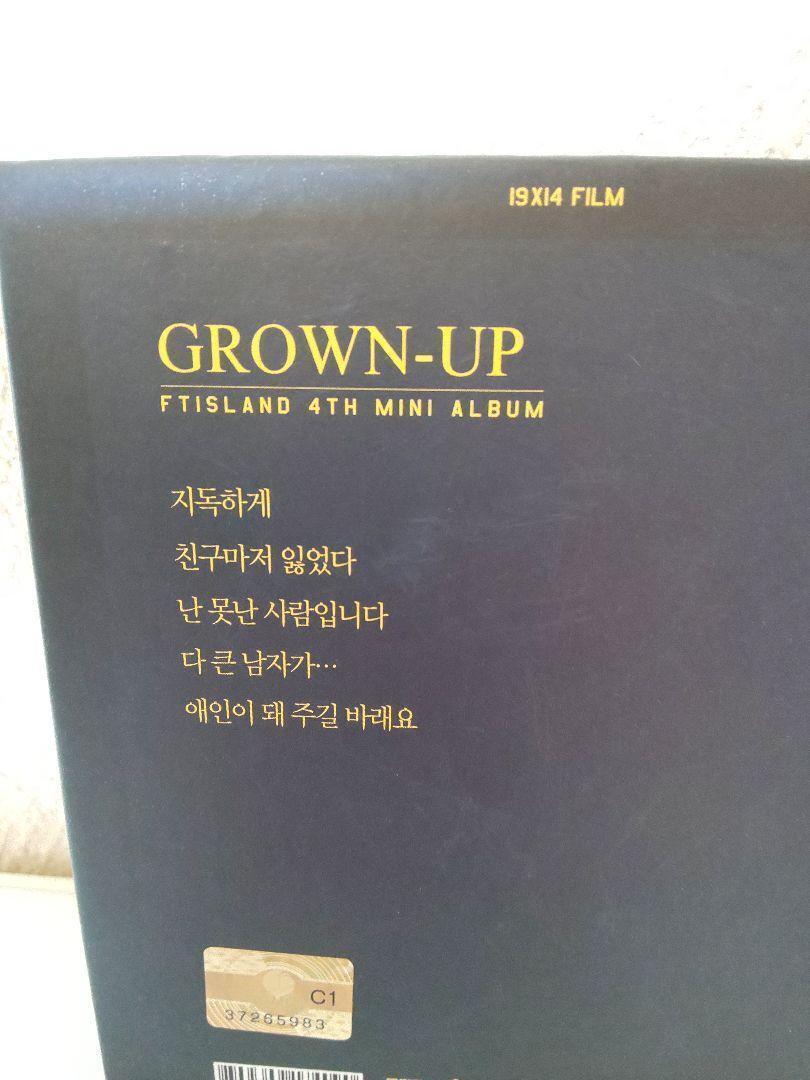 19X14 FILM
GROWN-UP
FTISLAND 4TH MINI ALBUM
지독하게
친구마저 잃었다
난 못난 사람입니다
다 큰 남자가…
애인이 돼 주길 바래요
C1
37265983